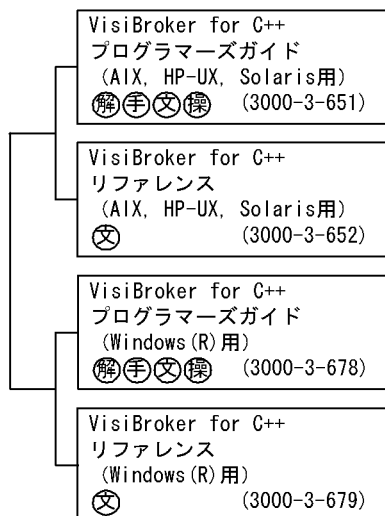 VisiBroker for C++
プログラマーズガイド
(AIX, HP-UX, Solaris用)
解 手 文 操 (3000-3-651)
VisiBroker for C++
リファレンス
(AIX, HP-UX, Solaris用)
文 (3000-3-652)
VisiBroker for C++
プログラマーズガイド
(Windows(R)用)
解 手 文 操 (3000-3-678)
VisiBroker for C++
リファレンス
(Windows(R)用)
文 (3000-3-679)